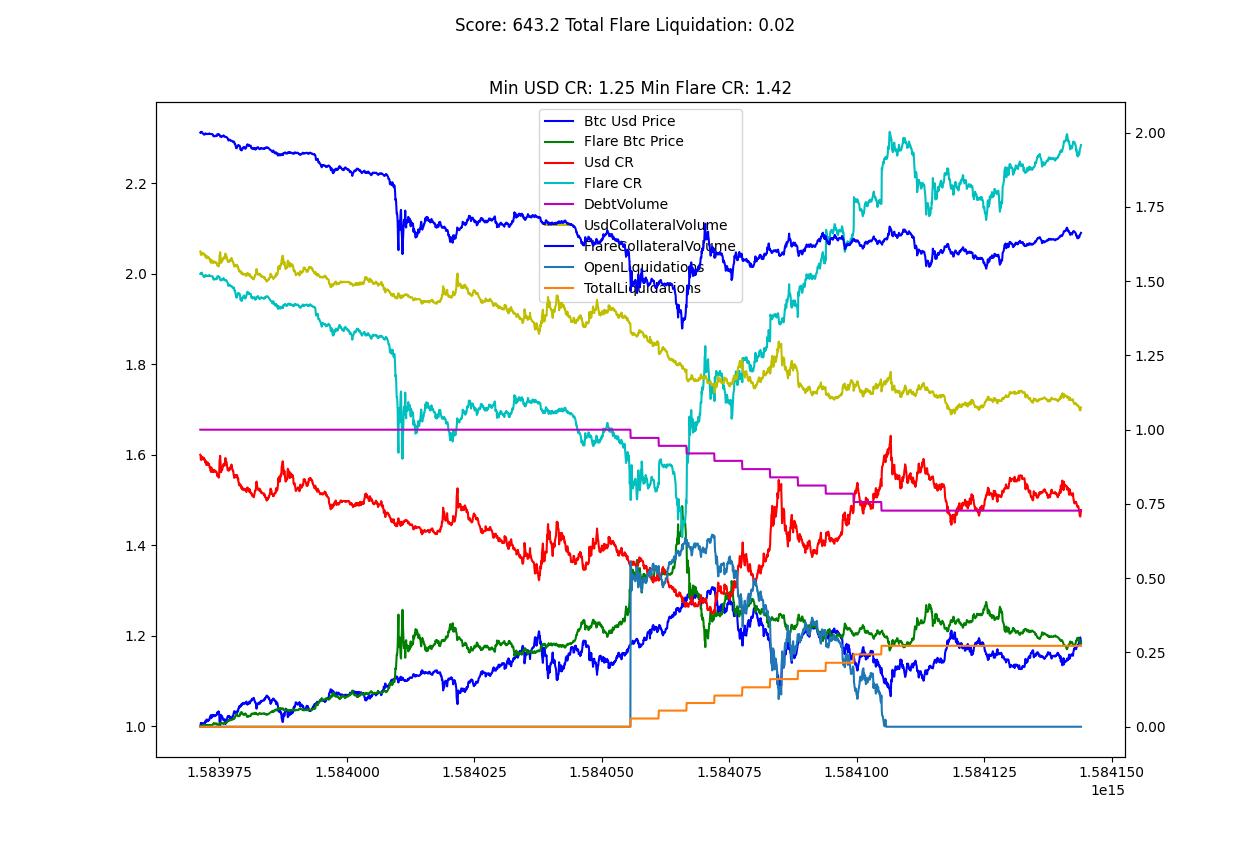 Score: 643.2 Total Flare Liquidation: 0.02
Min USD CR: 1.25 Min Flare CR: 1.42
Btc Usd Price
Flare Btc Price
Usd CR
Flare CR
DebtVolume
UsdCollateralVolume
FlareCollateralVolume
OpenLiquidations
TotalLiquidations
2.2
2.0
1.8
1.6
1.4
1.2
1.0
2.00
1.75
1.50
1.25
1.00
0.75
0.50
0.25
0.00
1.583975 1.584000 1.584025 1.584050 1.584075 1.584100 1.584125 1.584150
1e15